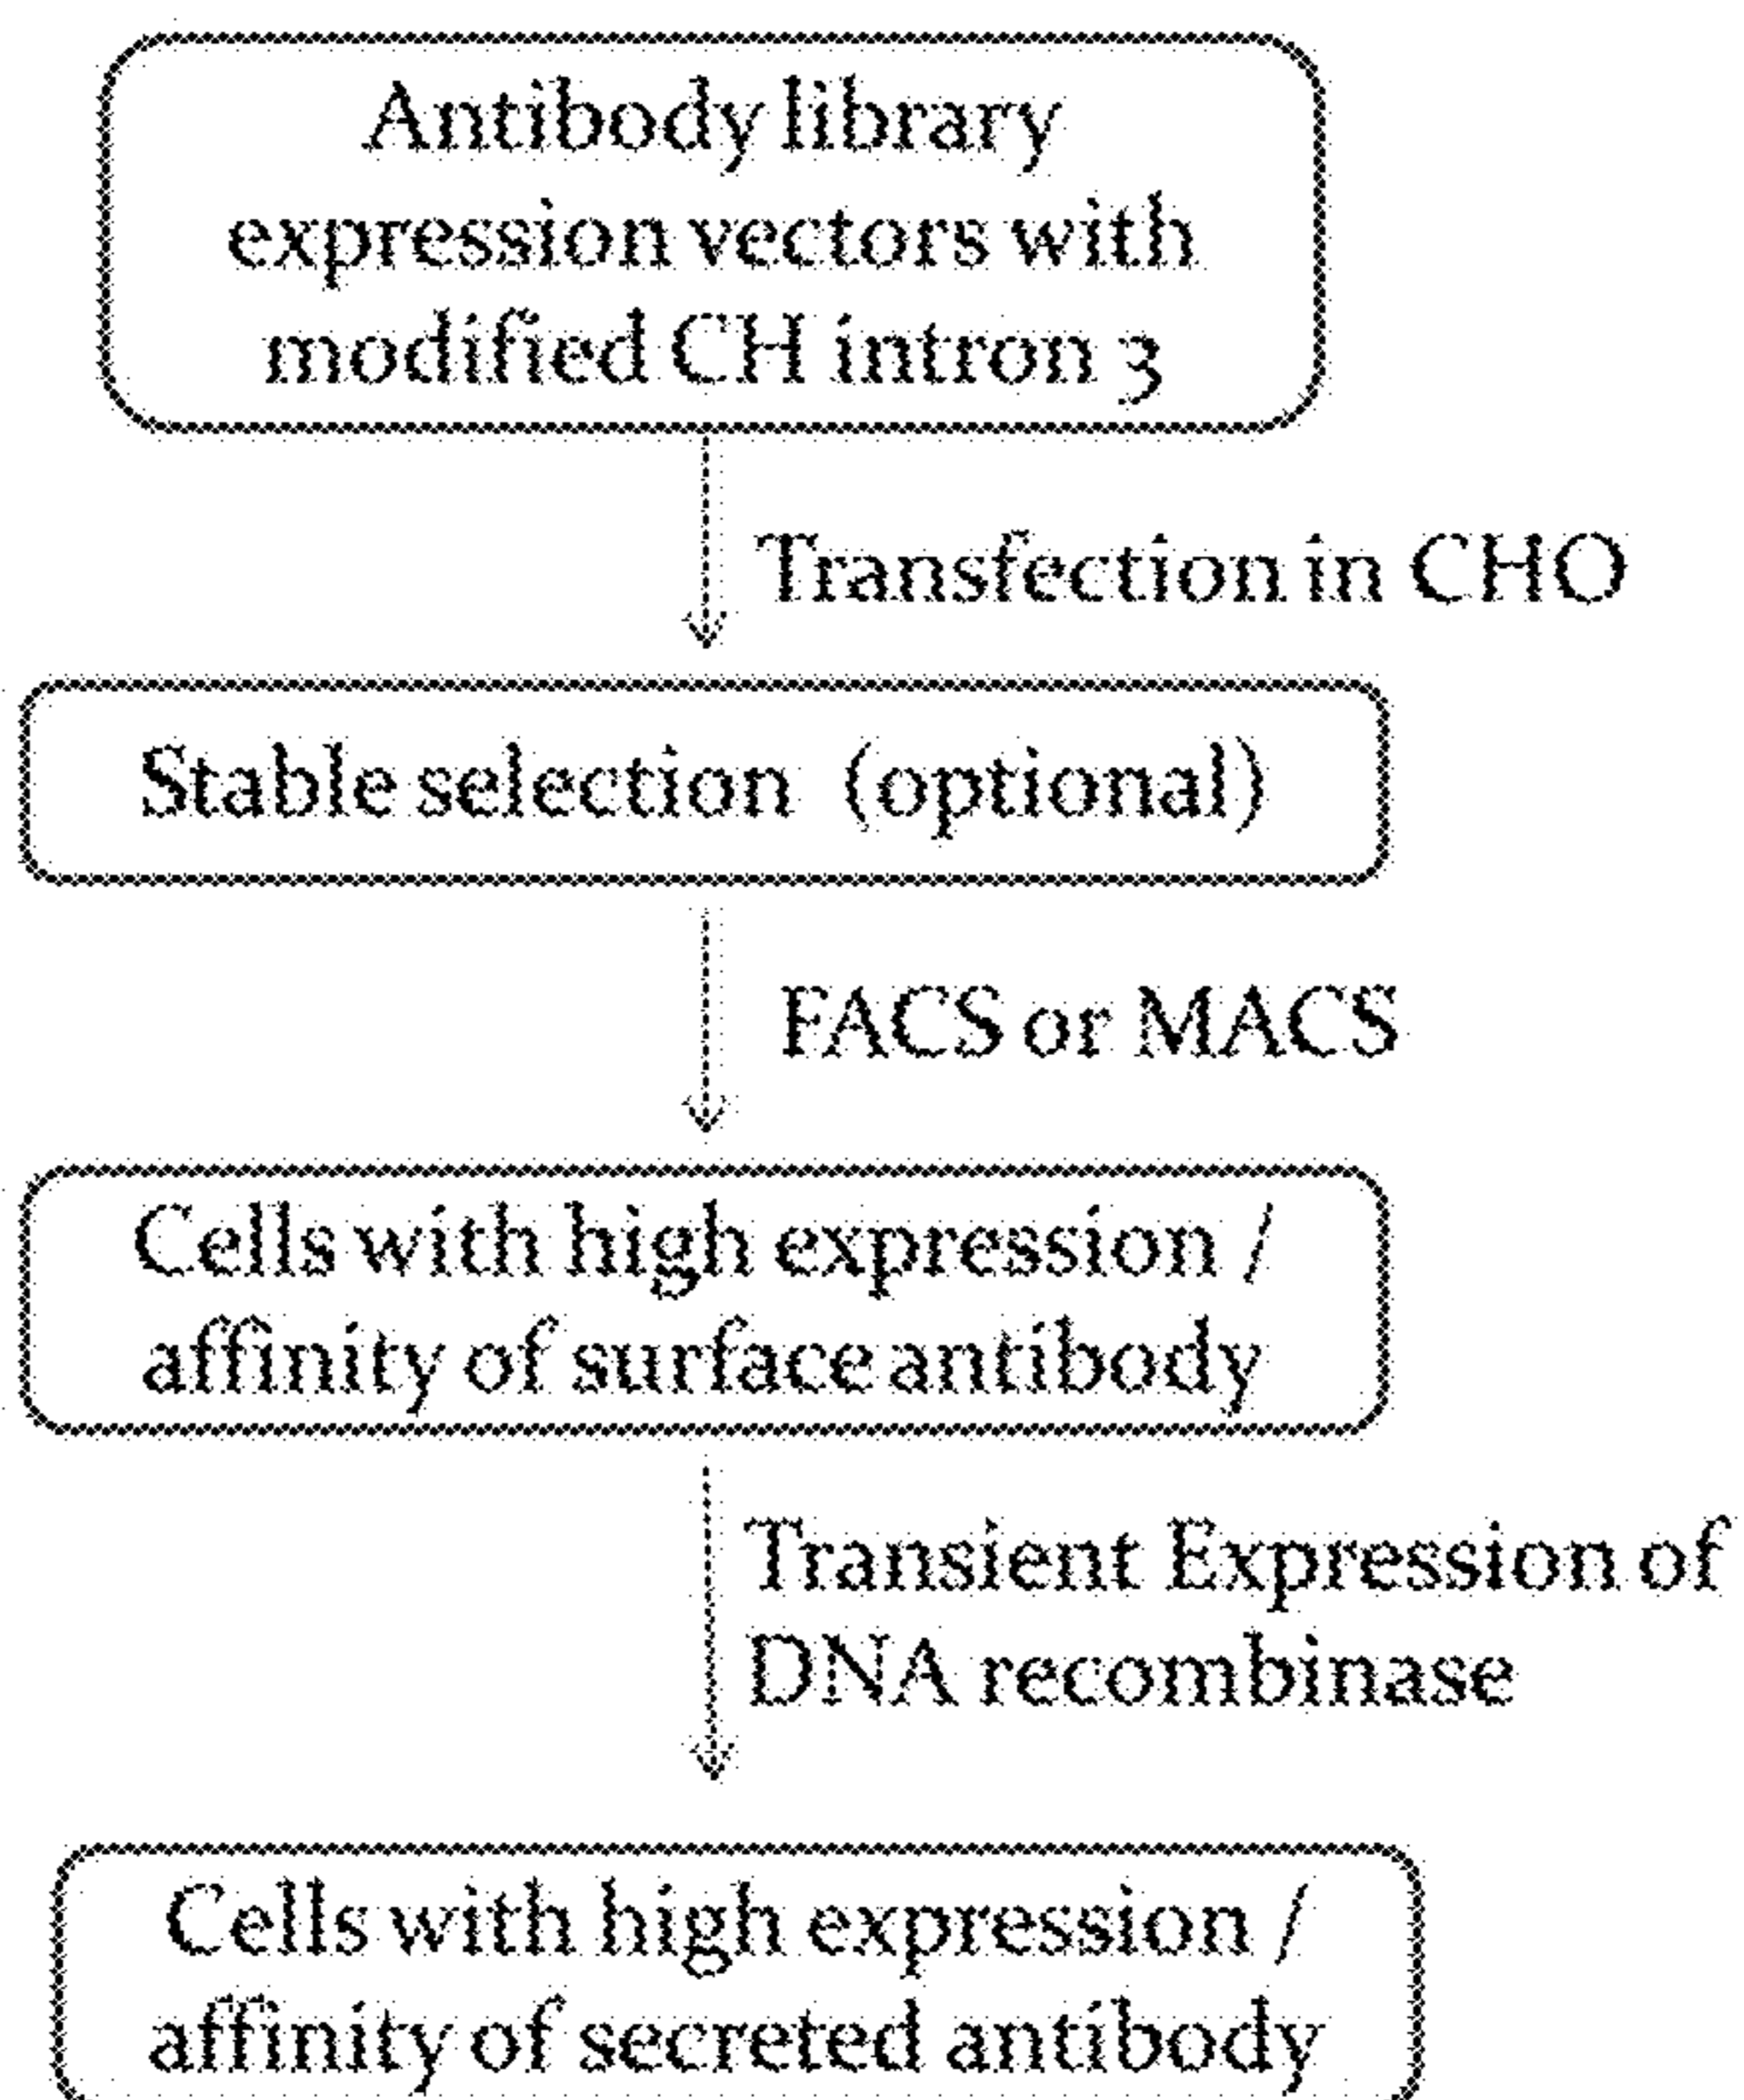 Antibody library
expression vectors with
modified CH intron 3
Transfection in CHO
Stable selection (optional)
FACS or MACS
Cells with high expression /
affinity of surface antibody
Transient Expression of
DNA recombinase
Cells with high expression /
affinity of secreted antibody